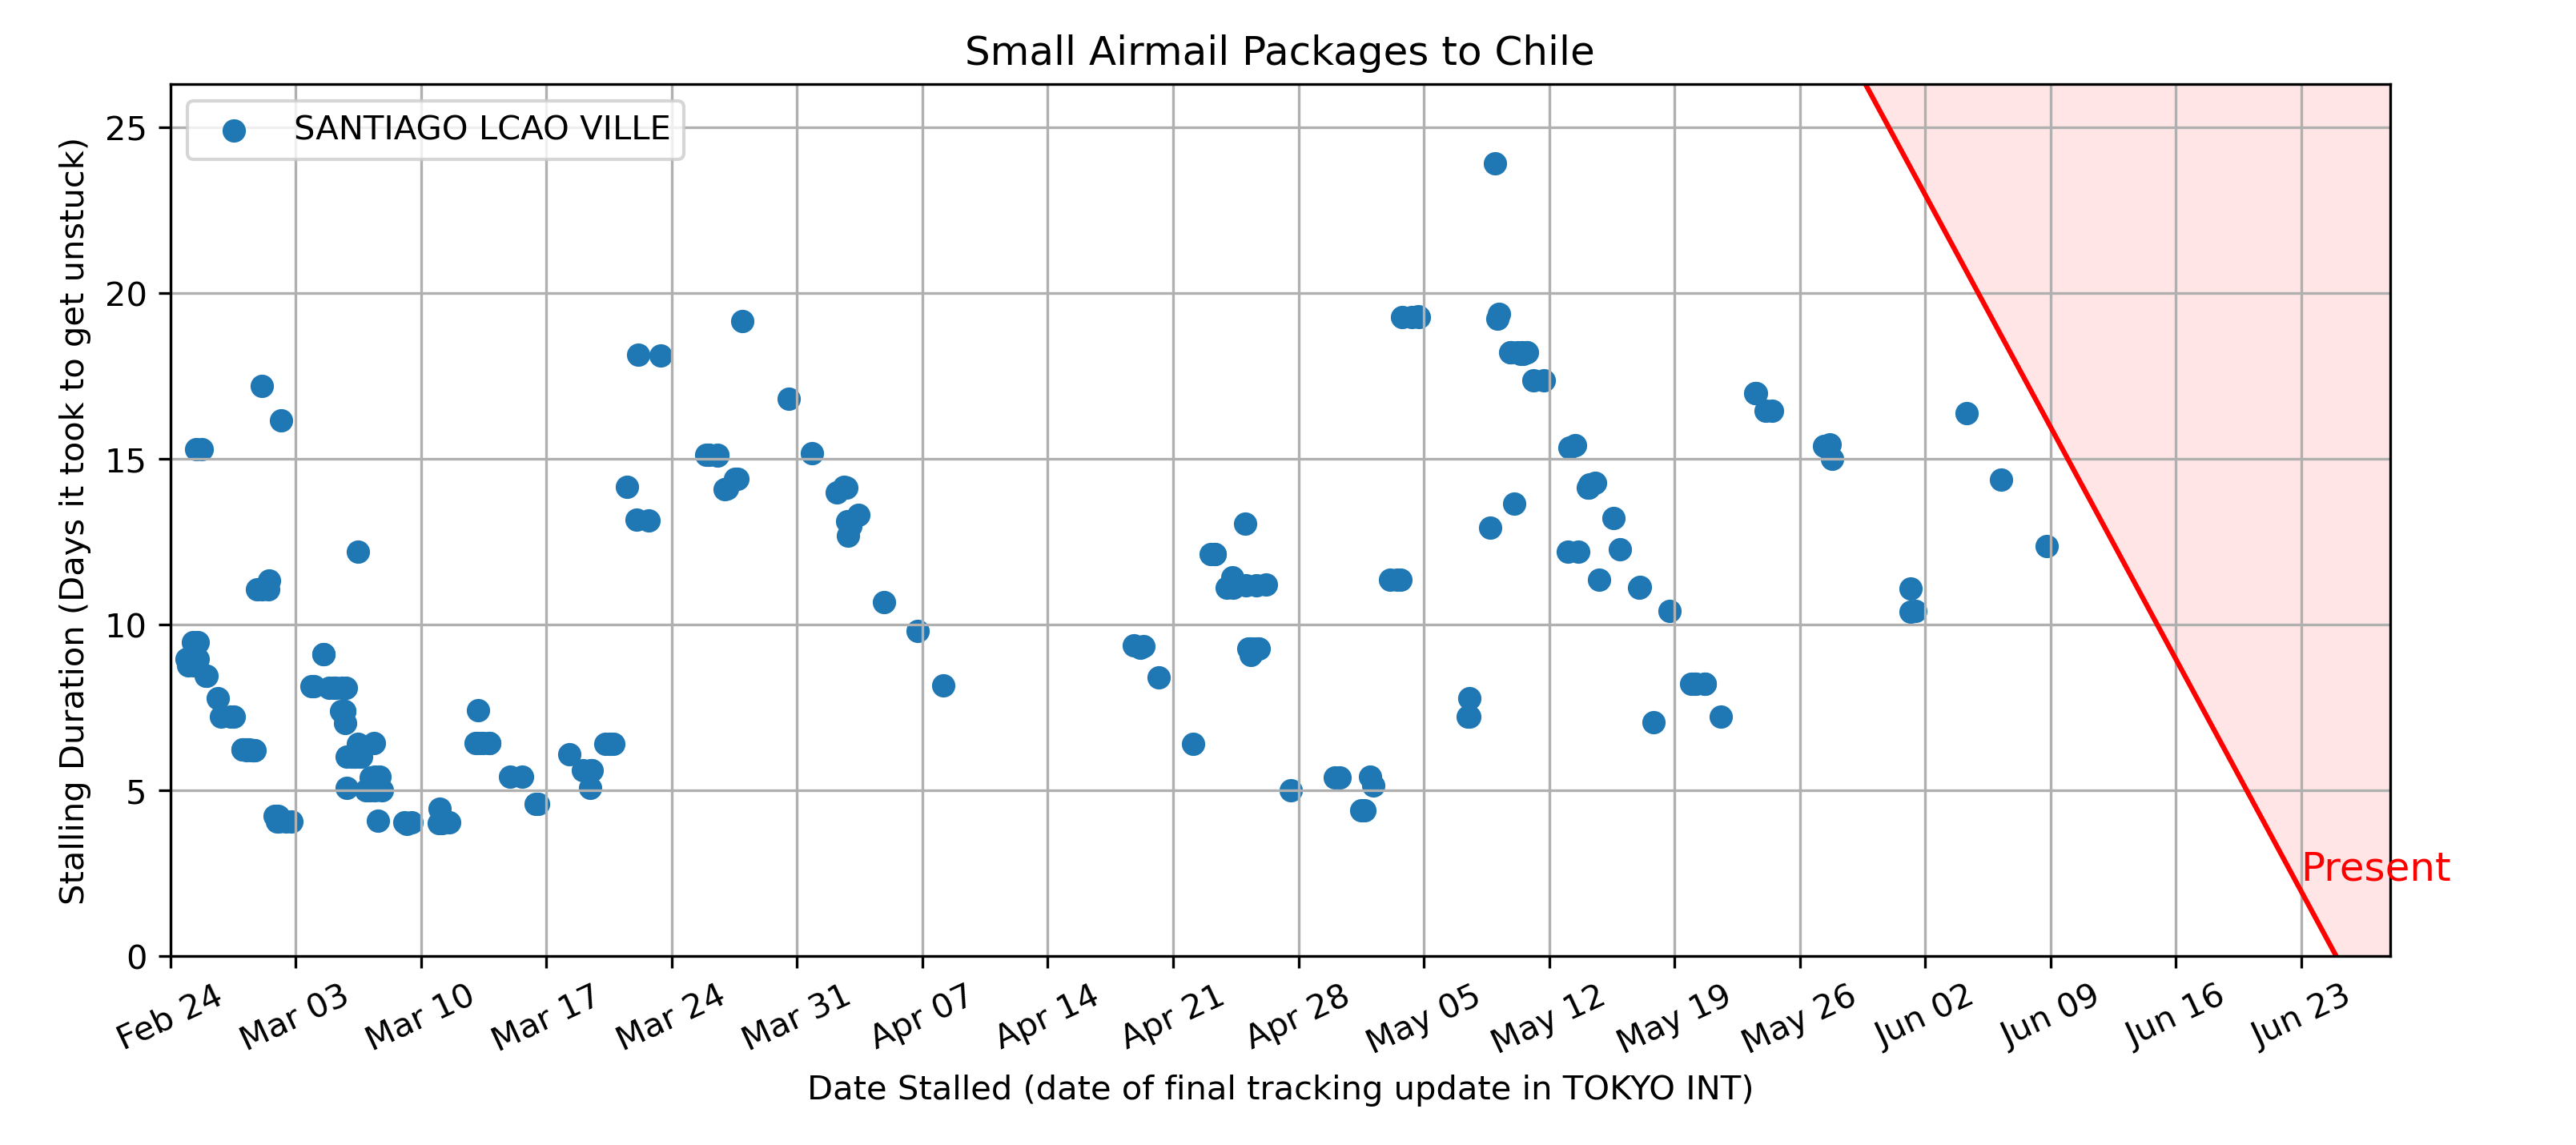 Small Airmail Packages to Chile
SANTIAGO LCAO VILLE
Stalling Duration (Days it took to get unstuck)
25
20
15
10
5
0
Present
Feb 24
Mar 03
Mar 10
Mar 17
Mar 24
Mar 31
Apr 07
Apr 14
Apr 21
Apr 28
May 05
May 12
May 19
May 26
Jun 02
Jun 09
Jun 16
Jun 23
Date Stalled (date of final tracking update in TOKYO INT)